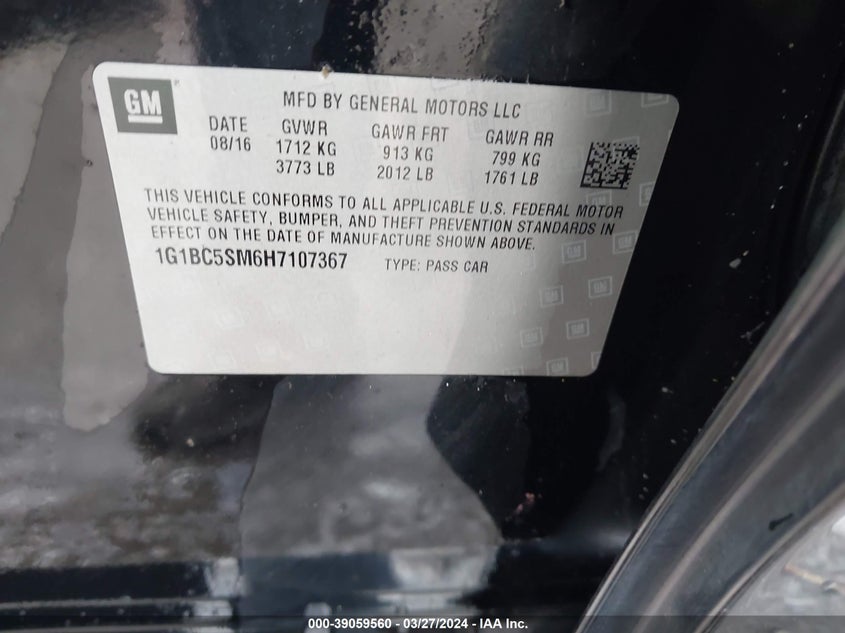 GM
MFD BY GENERAL MOTORS LLC
DATE GVWR GAWR FRT GAWR RR
08/16 1712 KG 913 KG 799 KG
3773 LB 2012 LB 1761 LB
THIS VEHICLE CONFORMS TO ALL APPLICABLE U.S. FEDERAL MOTOR
VEHICLE SAFETY, BUMPER, AND THEFT PREVENTION STANDARDS IN
EFFECT ON THE DATE OF MANUFACTURE SHOWN ABOVE.
1G1BC5SM6H7107367 TYPE: PASS CAR
000-39059560 - 03/27/2024 - IAA Inc.